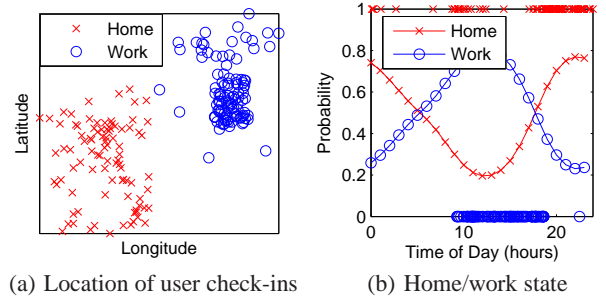 Home
Work
Latitude
Longitude
(a) Location of user check-ins
1
0.8
0.6
0.4
0.2
0
Probability
Home
Work
0
10
20
Time of Day (hours)
(b) Home/work state